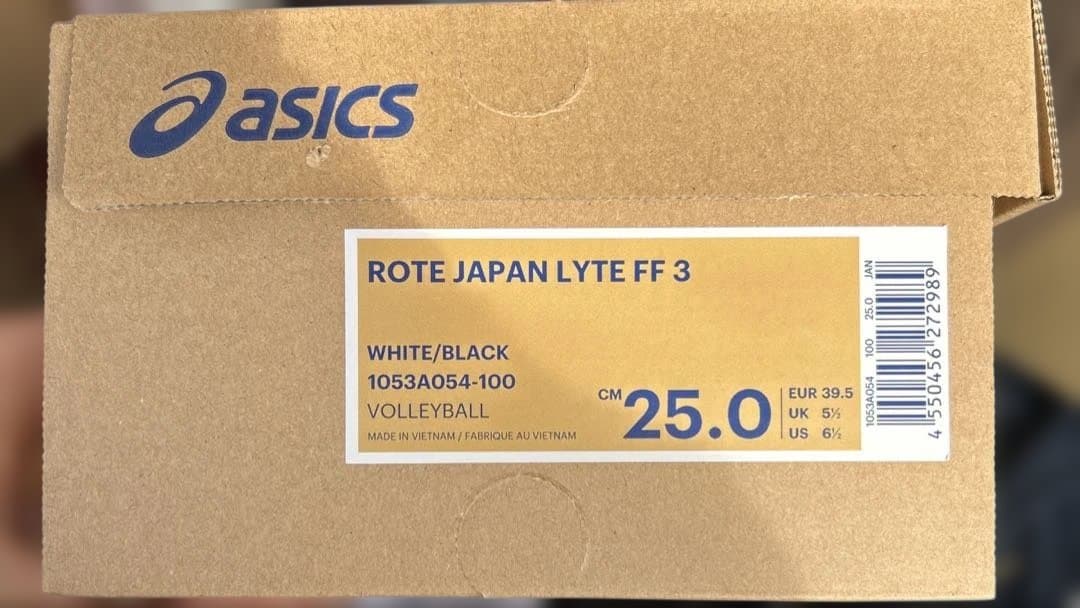 asics
ROTE JAPAN LYTE FF 3
WHITE/BLACK
1053A054-100
VOLLEYBALL
MADE IN VIETNAM / FABRIQUE AU VIETNAM
CM 25.0
EUR 39.5
UK 5½
US 6½
1053A054 100 25.0 JAN
4 550456 272989